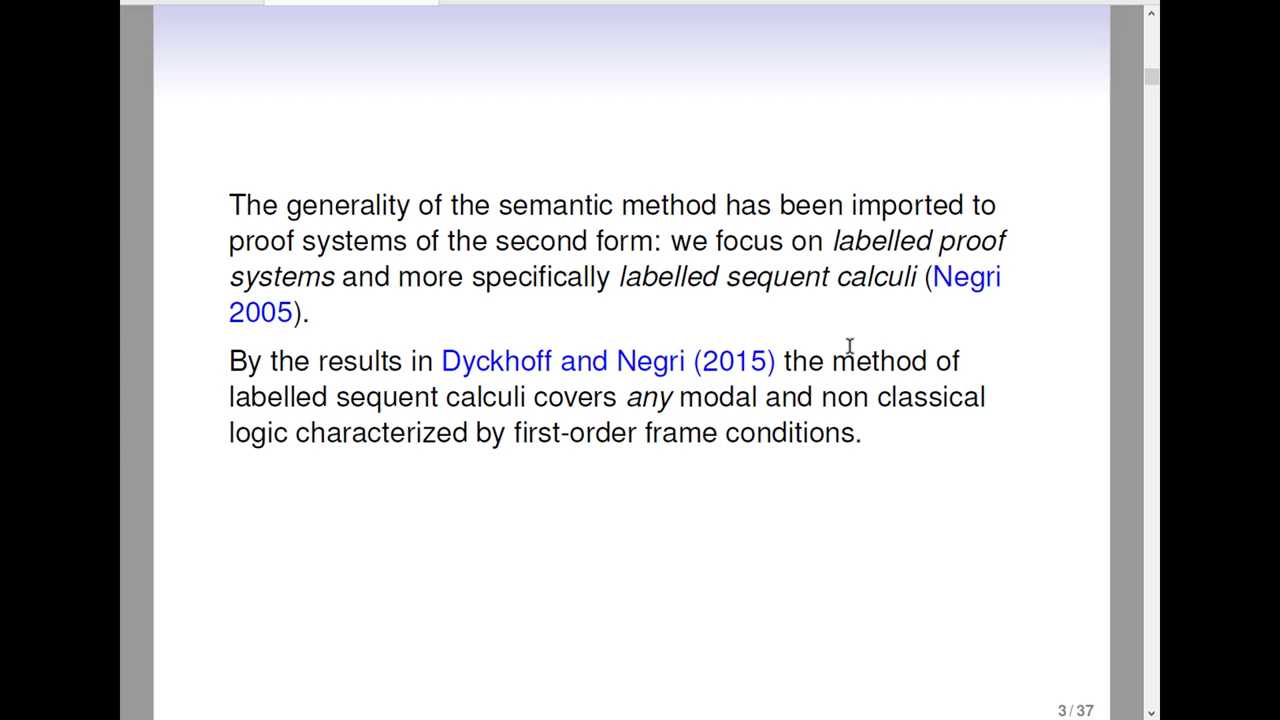 The generality of the semantic method has been imported to
proof systems of the second form: we focus on labelled proof
systems and more specifically labelled sequent calculi (Negri
2005).
By the results in Dyckhoff and Negri (2015) the method of
labelled sequent calculi covers any modal and non classical
logic characterized by first-order frame conditions.
3 / 37